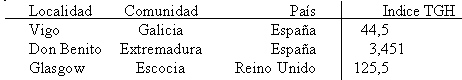 Localidad Comunidad País Indice TGH
Vigo Galicia España 44,5
Don Benito Extremadura España 3,451
Glasgow Escocia Reino Unido 125,5